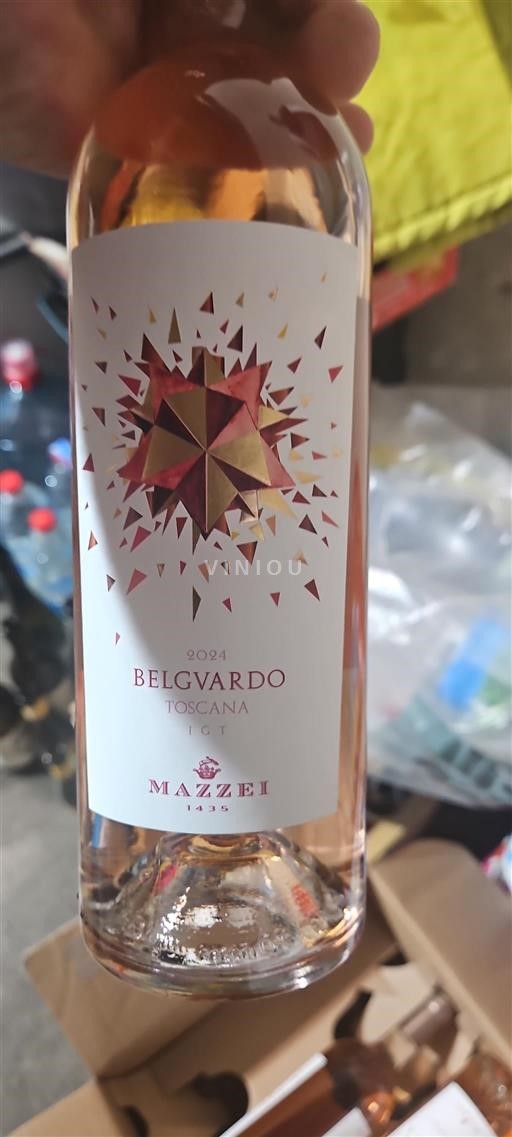 VINIOU
2024
BELGVARDO
TOSCANA
IGT
MAZZEI
1435